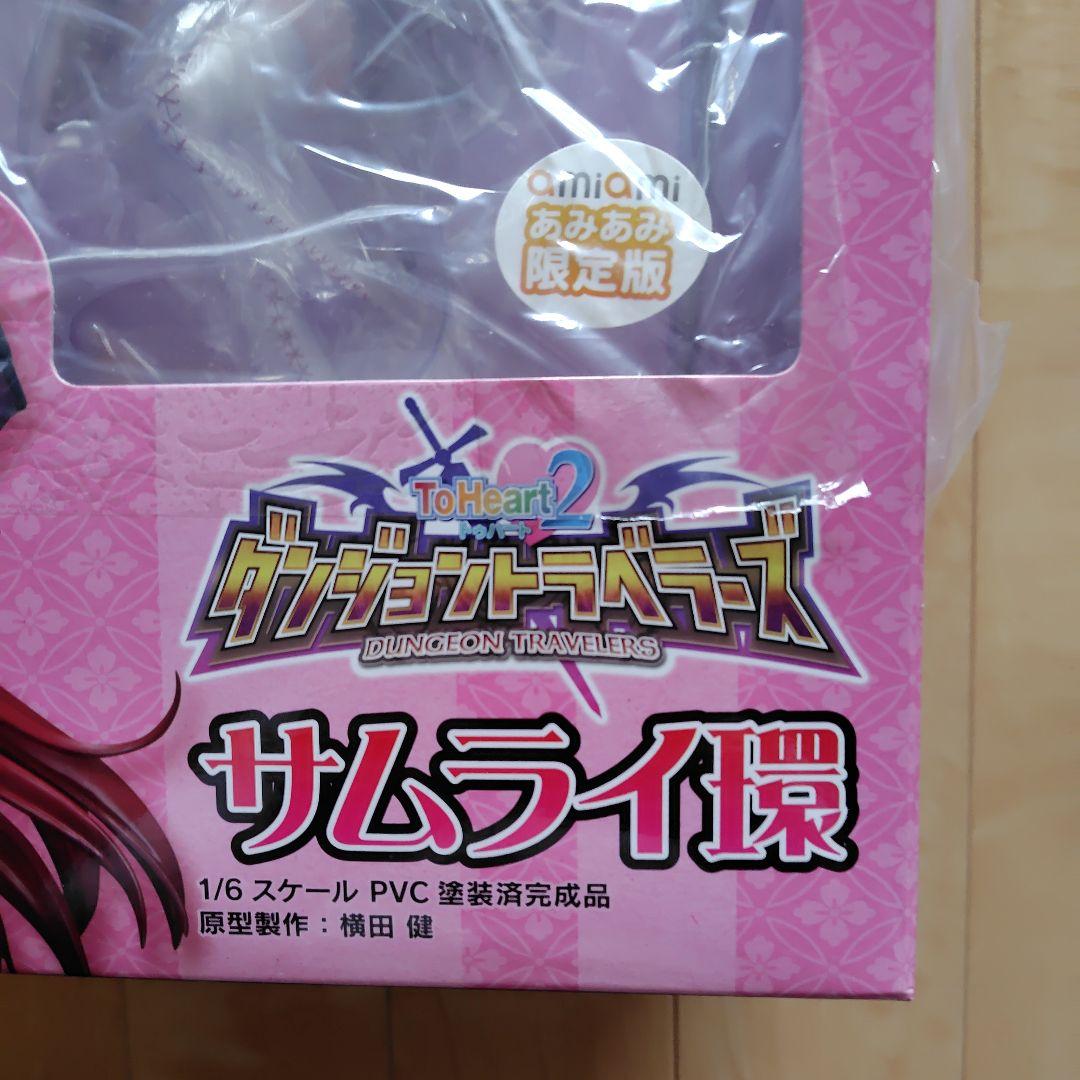 amiami
あみあみ
限定版
ToHeart2
トゥハート
ダンジョントラベラーズ
DUNGEON TRAVELERS
サムライ環
1/6 スケール PVC 塗装済完成品
原型製作：横田 健